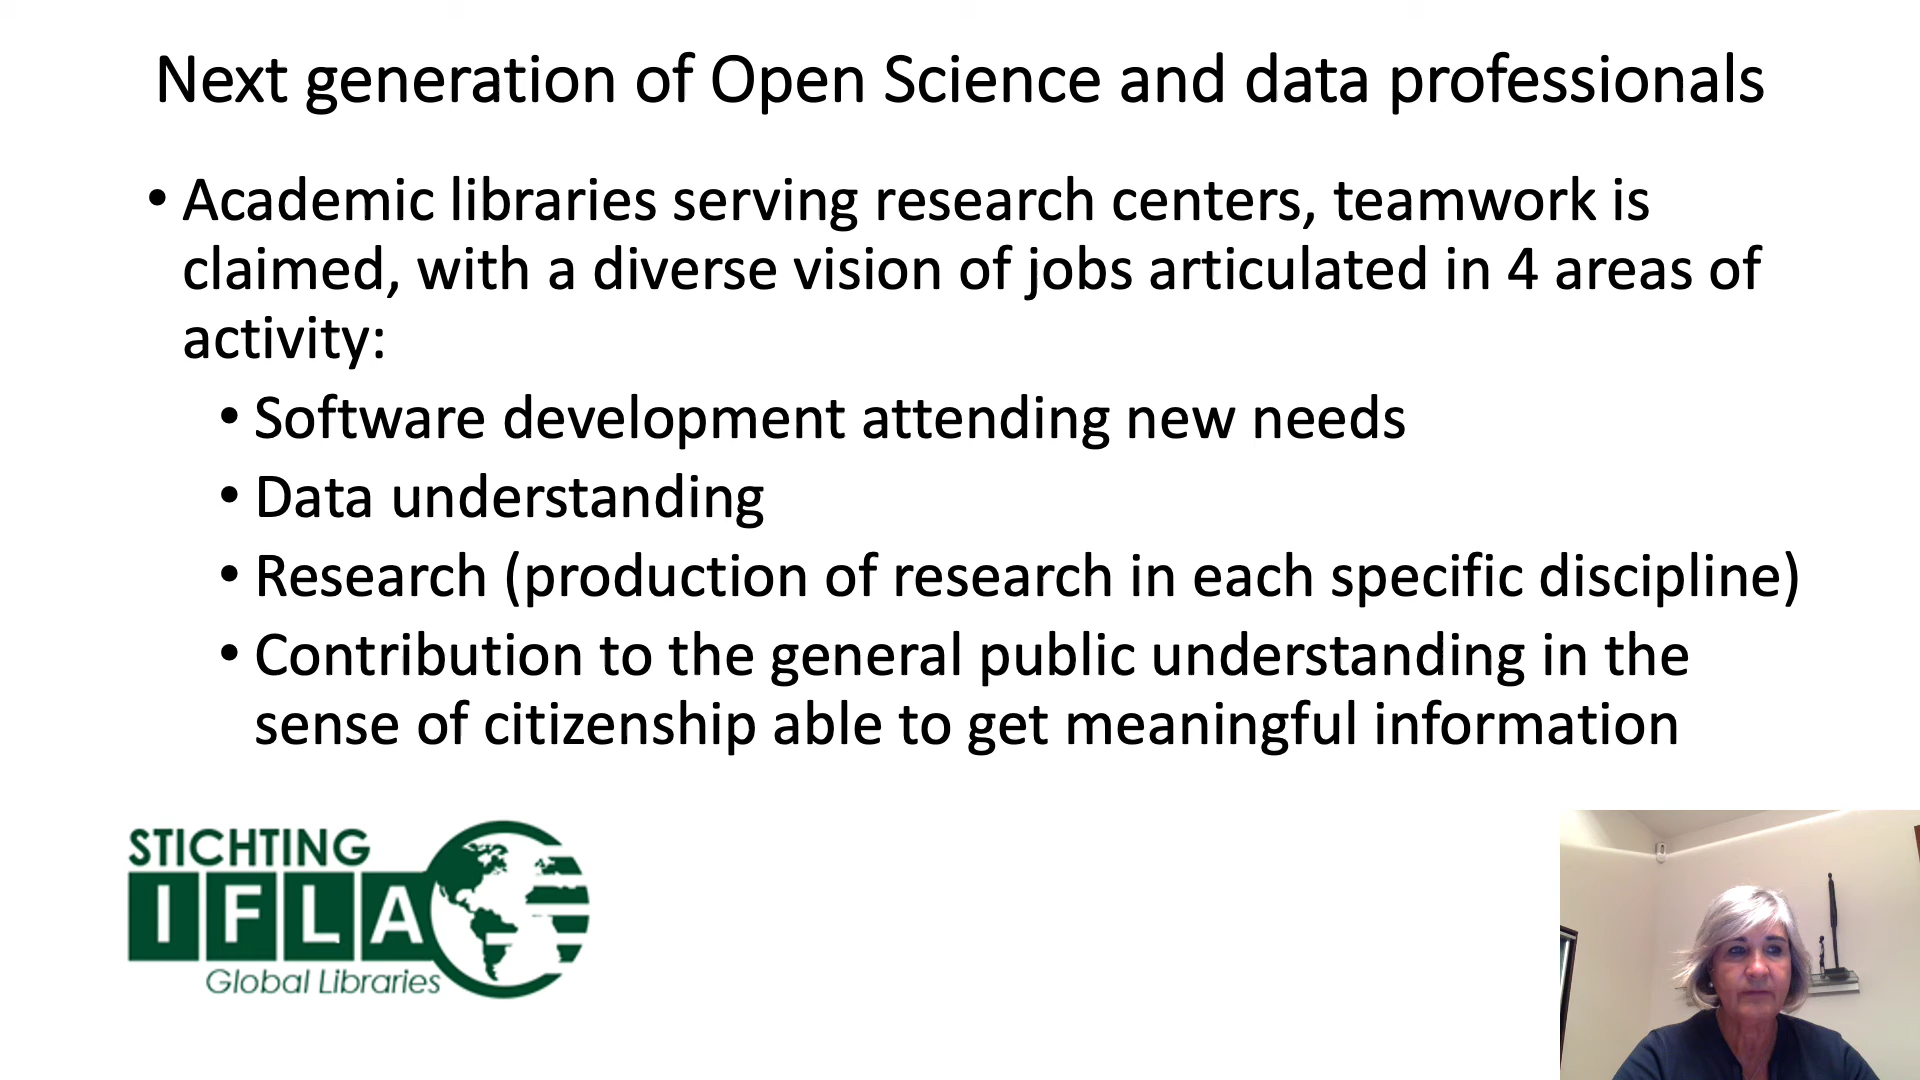 Next generation of Open Science and data professionals
• Academic libraries serving research centers, teamwork is
claimed, with a diverse vision of jobs articulated in 4 areas of
activity:
• Software development attending new needs
• Data understanding
• Research (production of research in each specific discipline)
• Contribution to the general public understanding in the
sense of citizenship able to get meaningful information
STICHTING
IFLA
Global Libraries